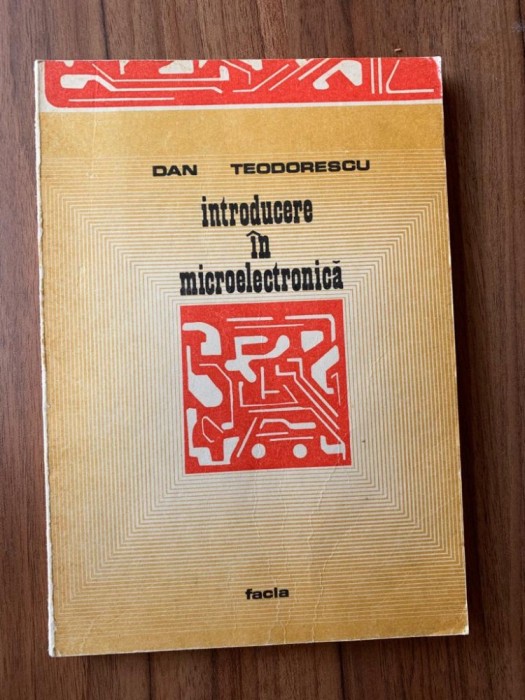 DAN TEODORESCU
introducere
în
microelectronică
facla